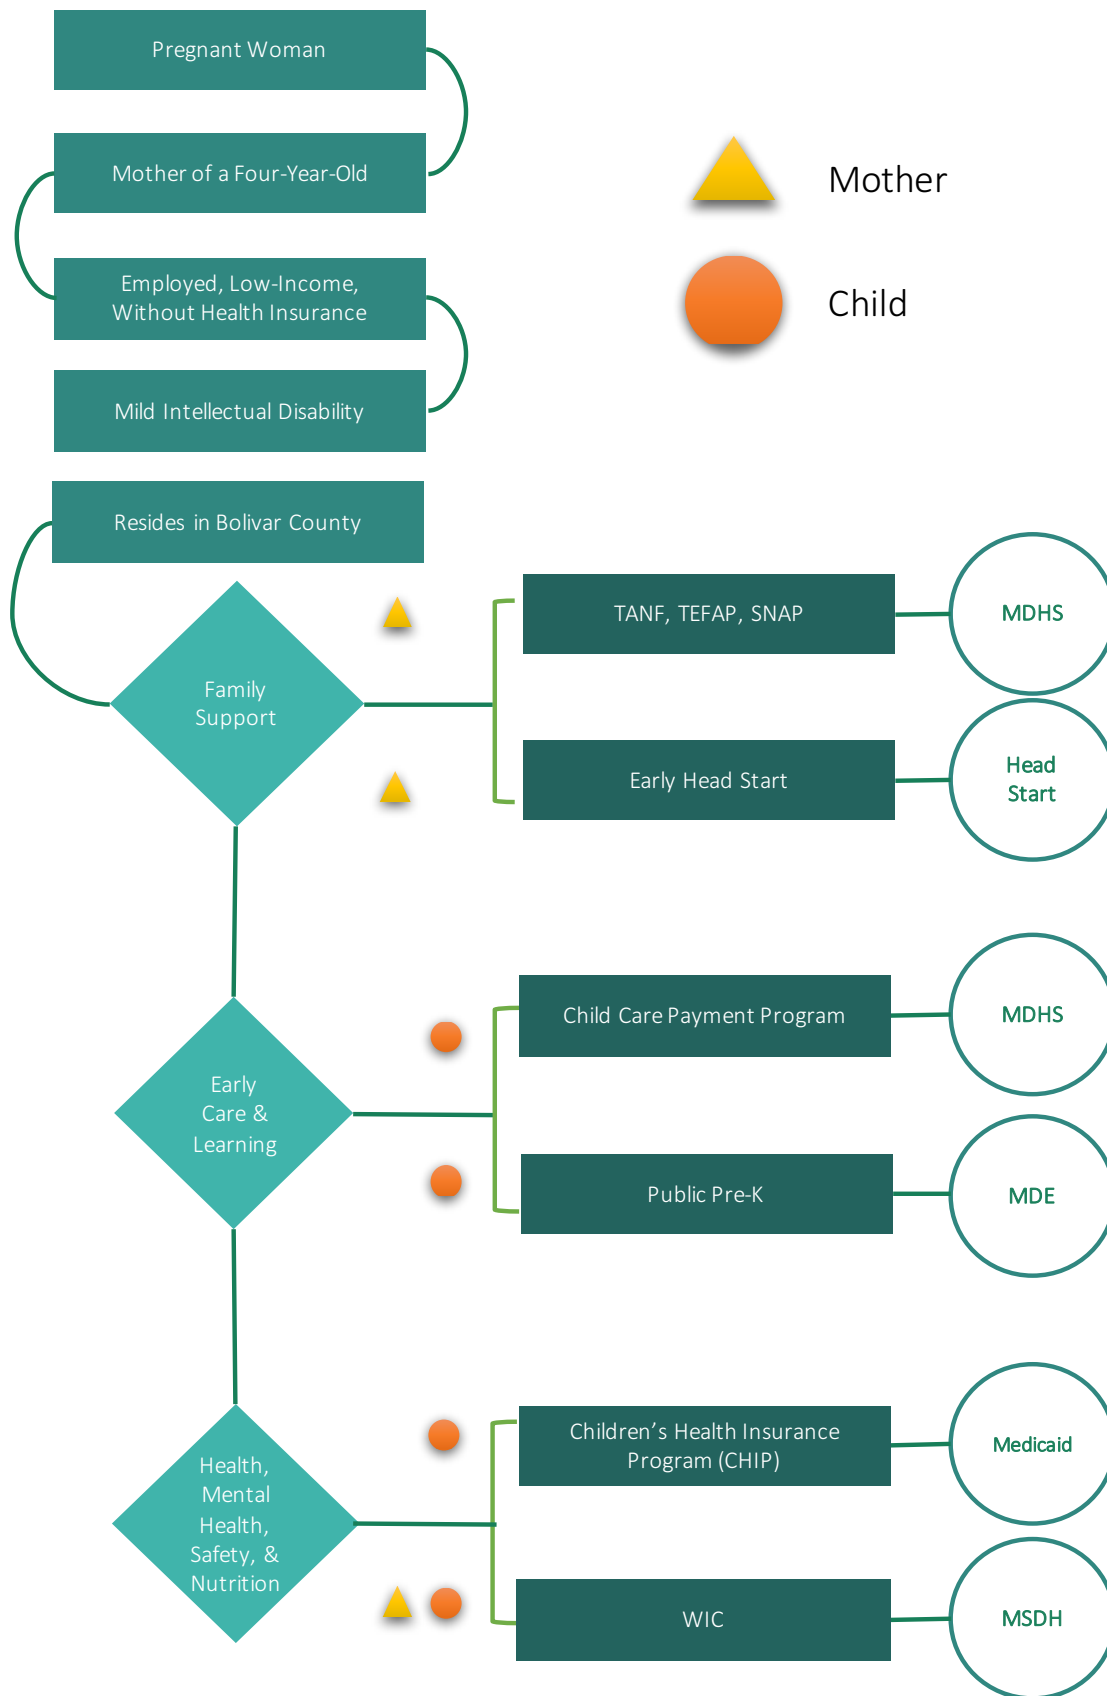 Pregnant Woman
Mother of a Four-Year-Old
Employed, Low-Income,
Without Health Insurance
Mild Intellectual Disability
Resides in Bolivar County
Mother
Child
Family
Support
TANF, TEFAP, SNAP
MDHS
Early Head Start
Head
Start
Early
Care &
Learning
Child Care Payment Program
MDHS
Public Pre-K
MDE
Health,
Mental
Health,
Safety, &
Nutrition
Children’s Health Insurance
Program (CHIP)
Medicaid
WIC
MSDH